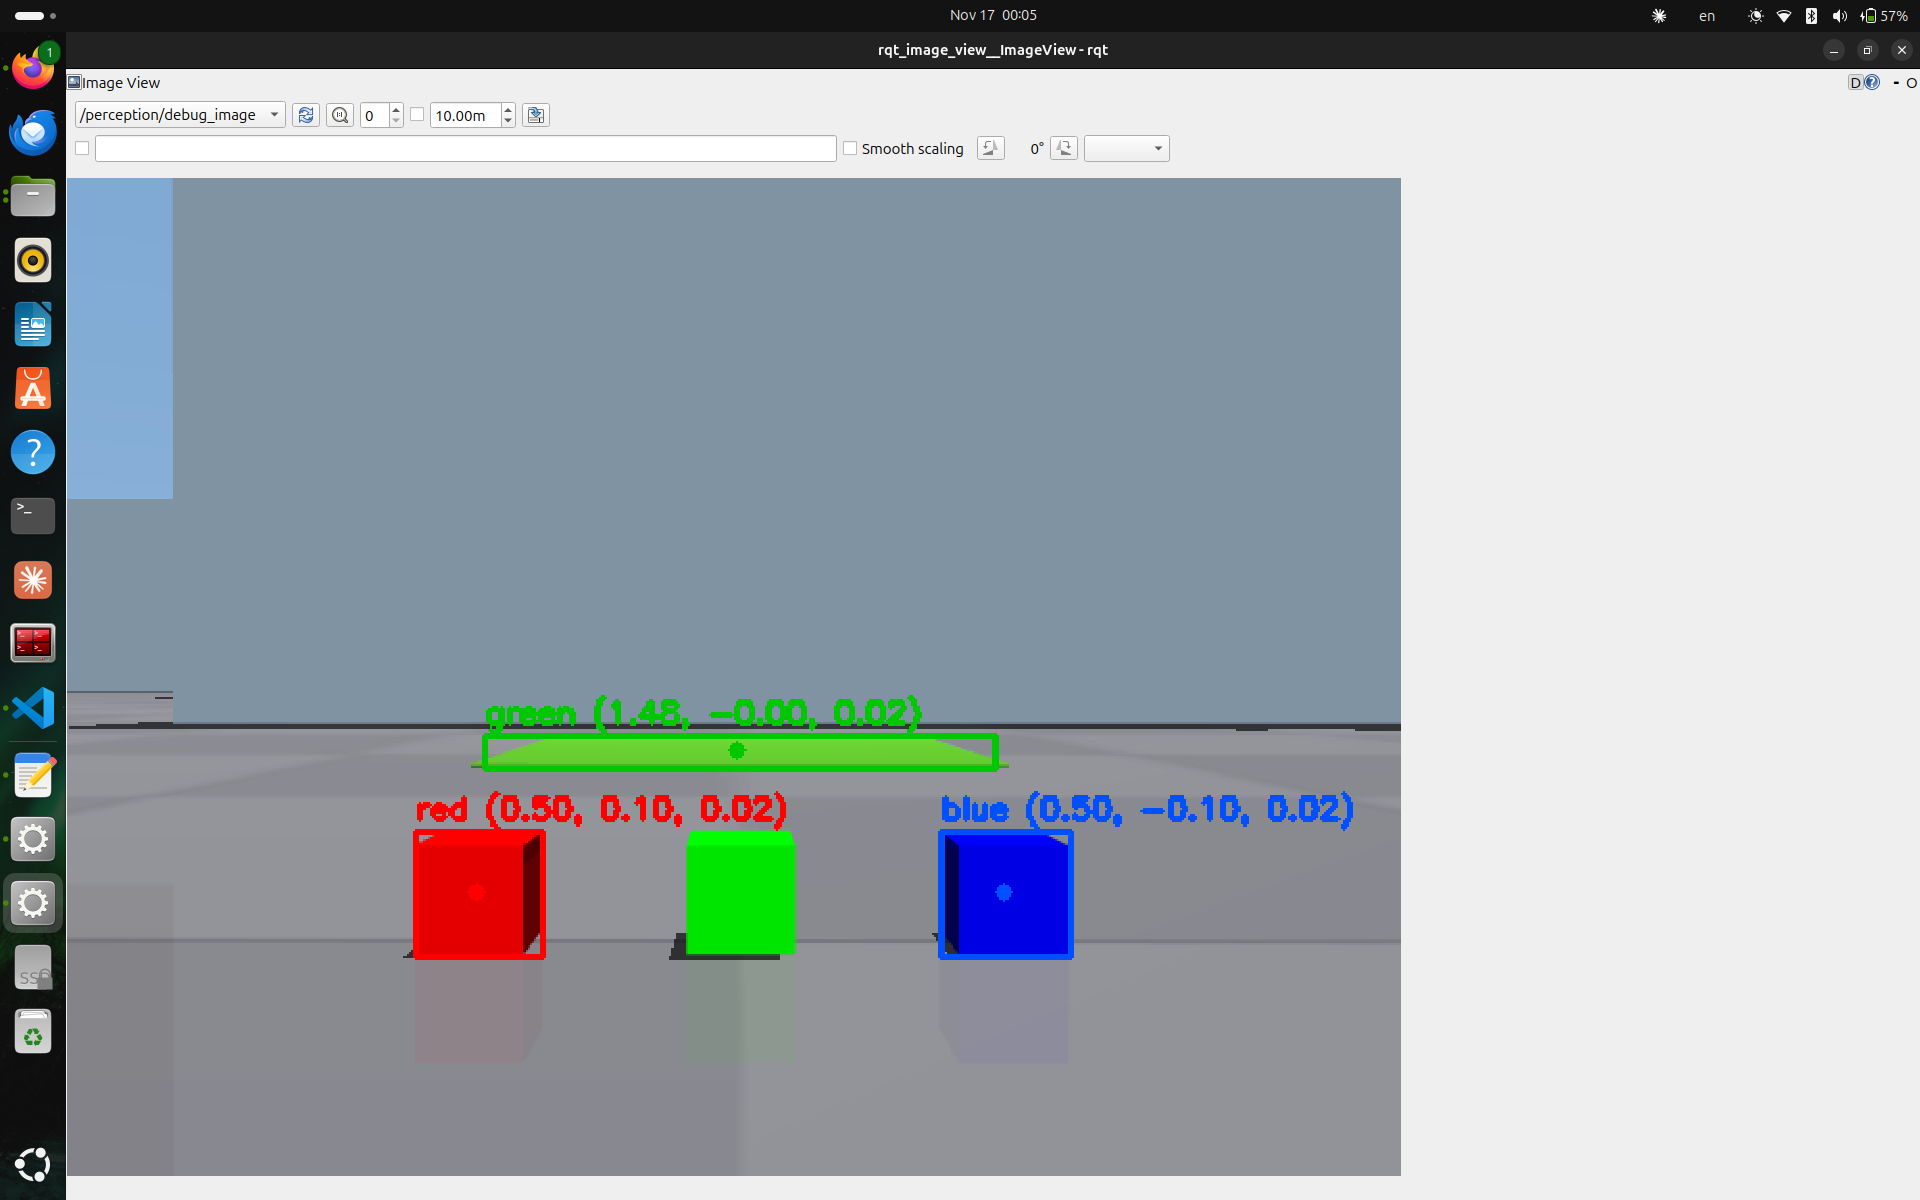 Nov 17 00:05
en
57%
1
rqt_image_view__ImageView - rqt
Image View
D
?
- O
/perception/debug_image
0
10.00m
Smooth scaling
0°
green (1.48, -0.00, 0.02)
red (0.50, 0.10, 0.02)
blue (0.50, -0.10, 0.02)
?
>_